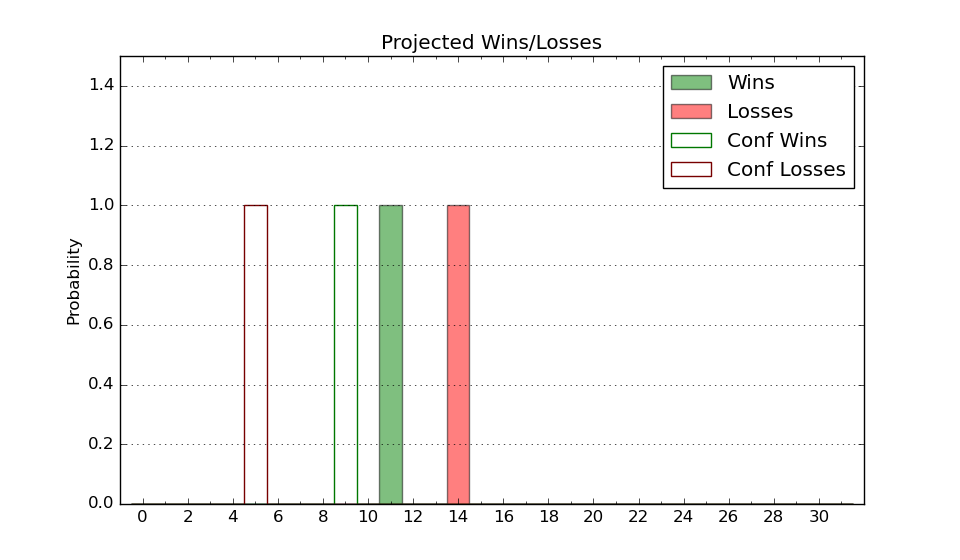 Projected Wins/Losses
Wins
Losses
Conf Wins
Conf Losses
Probability
1.4
1.2
1.0
0.8
0.6
0.4
0.2
0.0
0 2 4 6 8 10 12 14 16 18 20 22 24 26 28 30